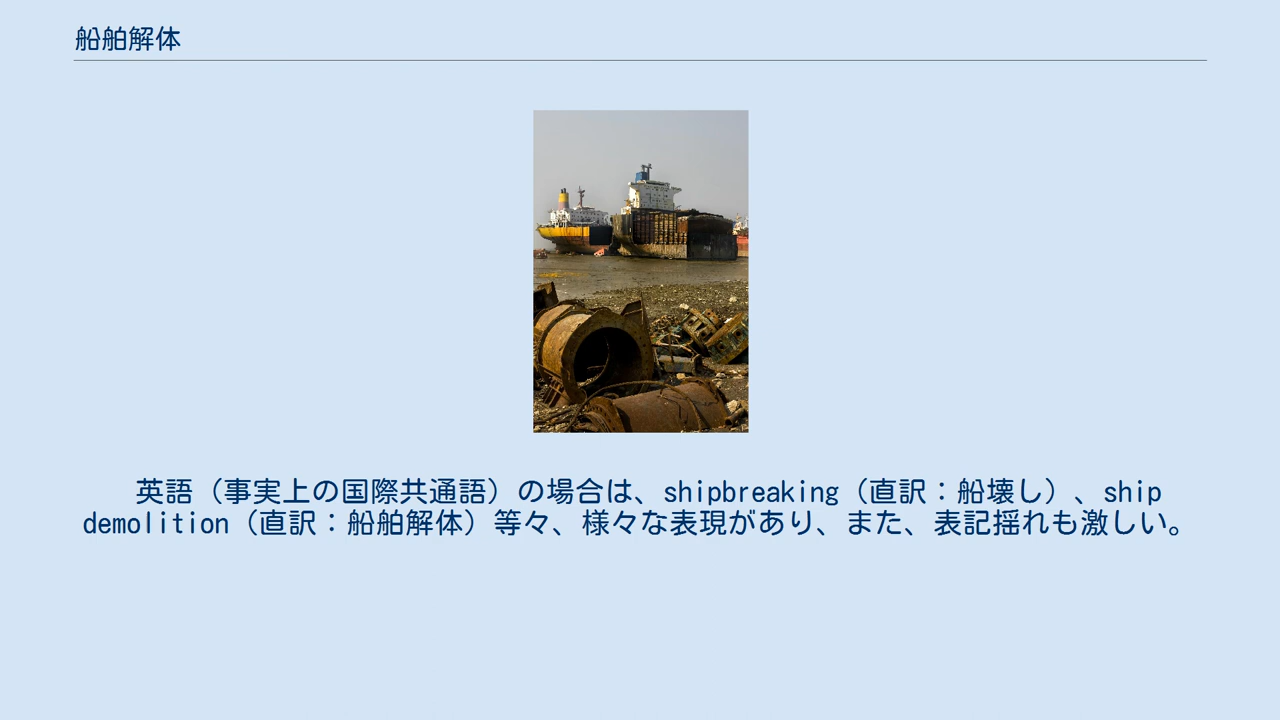 船舶解体
英語（事実上の国際共通語）の場合は、shipbreaking（直訳：船壊し）、ship
demolition（直訳：船舶解体）等々、様々な表現があり、また、表記揺れも激しい。